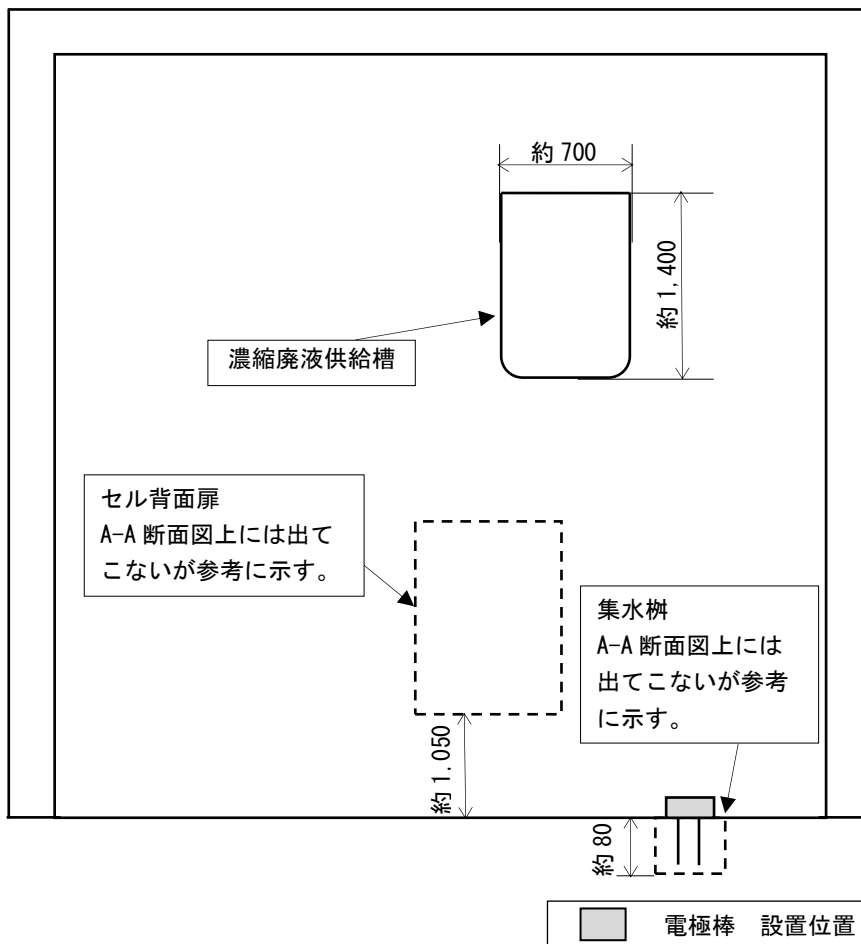 約 700
約 1,400
濃縮廃液供給槽
セル背面扉
A-A 断面図上には出て
こないが参考に示す。
集水桝
A-A 断面図上には
出てこないが参考
に示す。
約 1,050
約 80
電極棒　設置位置